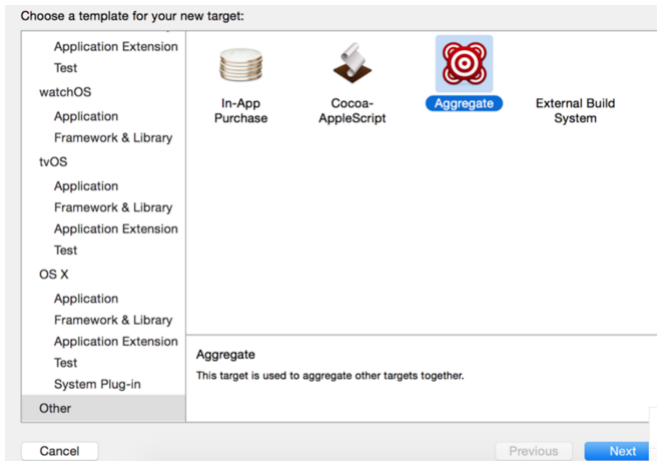 Choose a template for your new target:
Application Extension
Test
watchOS
Application
Framework & Library
tvOS
Application
Framework & Library
Application Extension
Test
OS X
Application
Framework & Library
Application Extension
Test
System Plug-in
Other
In-App
Purchase
Cocoa-
AppleScript
Aggregate
External Build
System
Aggregate
This target is used to aggregate other targets together.
Cancel
Previous
Next